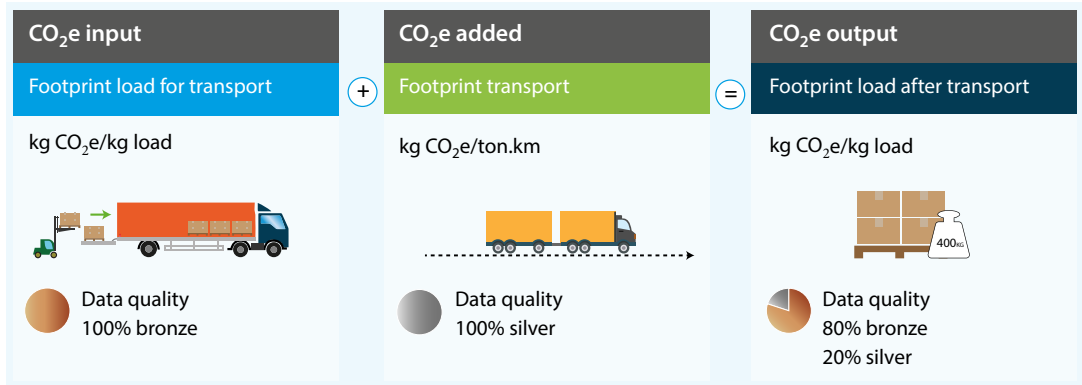 CO₂e input
Footprint load for transport
kg CO₂e/kg load
Data quality
100% bronze
+
CO₂e added
Footprint transport
kg CO₂e/ton.km
Data quality
100% silver
=
CO₂e output
Footprint load after transport
kg CO₂e/kg load
400KG
Data quality
80% bronze
20% silver